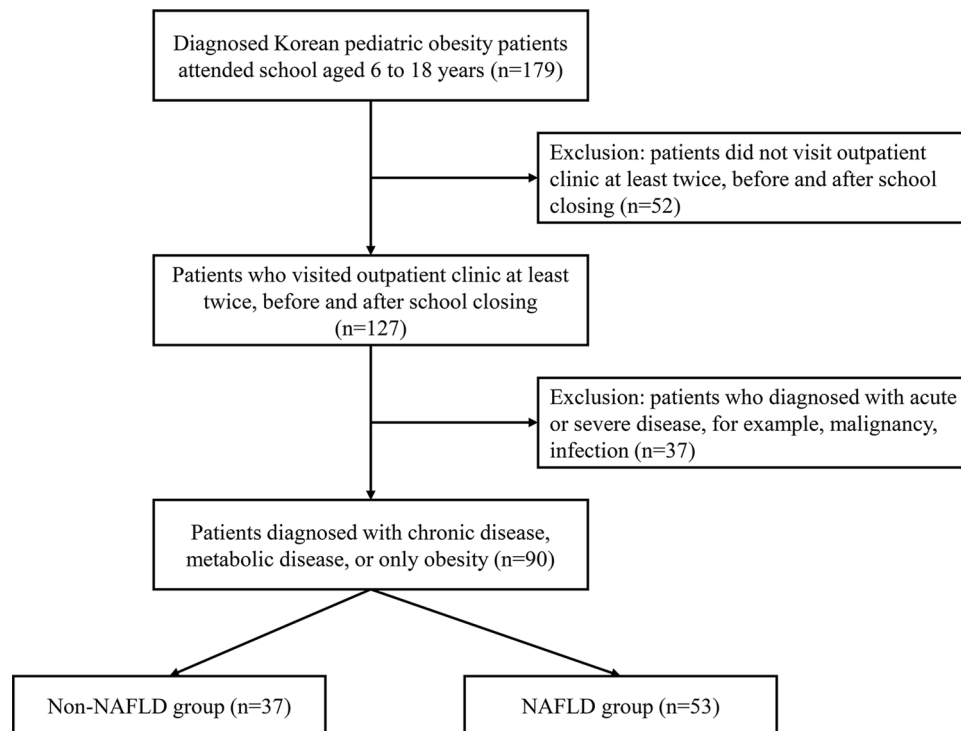 Diagnosed Korean pediatric obesity patients
attended school aged 6 to 18 years (n=179)
Exclusion: patients did not visit outpatient
clinic at least twice, before and after school
closing (n=52)
Patients who visited outpatient clinic at least
twice, before and after school closing
(n=127)
Exclusion: patients who diagnosed with acute
or severe disease, for example, malignancy,
infection (n=37)
Patients diagnosed with chronic disease,
metabolic disease, or only obesity (n=90)
Non-NAFLD group (n=37)
NAFLD group (n=53)